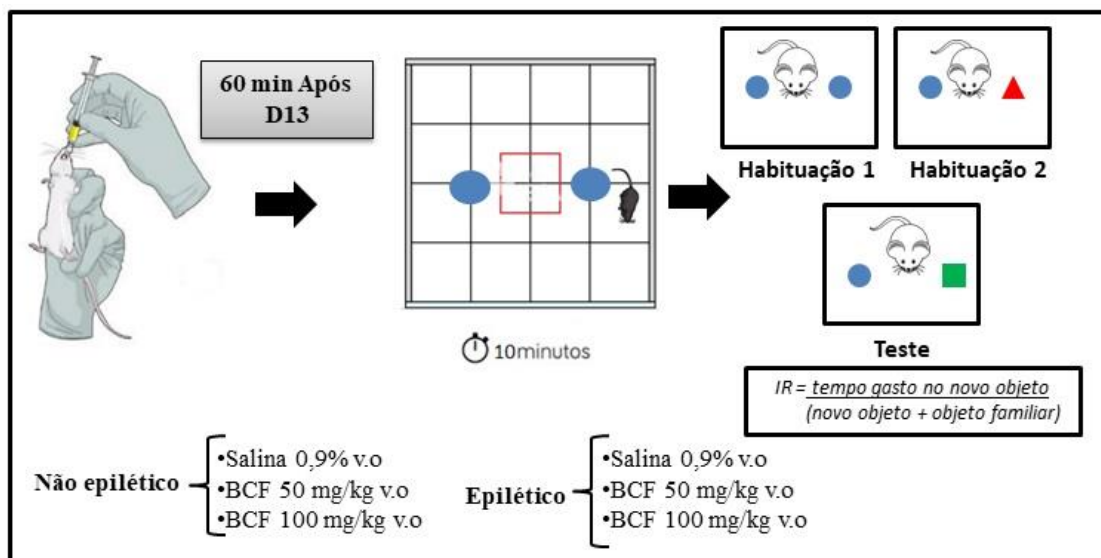 60 min Após
D13
Habituação 1
Habituação 2
10minutos
Teste
IR = tempo gasto no novo objeto
(novo objeto + objeto familiar)
Não epilético
•Salina 0,9% v.o
•BCF 50 mg/kg v.o
•BCF 100 mg/kg v.o
Epilético
•Salina 0,9% v.o
•BCF 50 mg/kg v.o
•BCF 100 mg/kg v.o